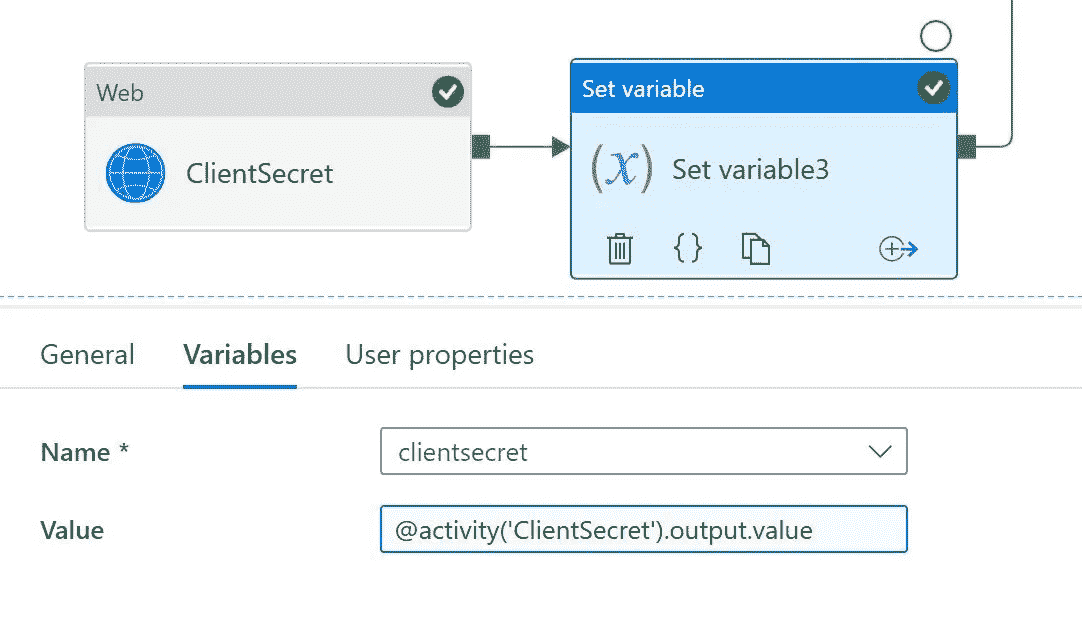 Web
ClientSecret
Set variable
(x) Set variable3
{}
General Variables User properties
Name * clientsecret
Value @activity('ClientSecret').output.value